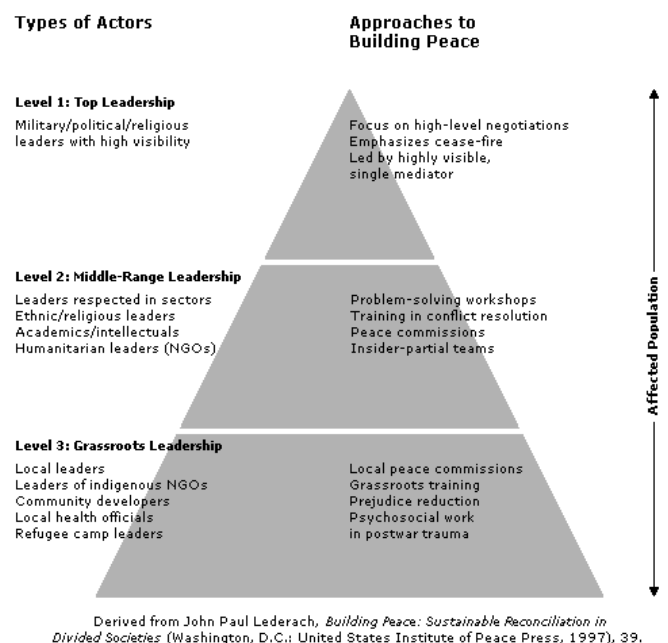 Types of Actors
Approaches to
Building Peace
Level 1: Top Leadership
Military/political/religious
leaders with high visibility
Focus on high-level negotiations
Emphasizes cease-fire
Led by highly visible,
single mediator
Level 2: Middle-Range Leadership
Leaders respected in sectors
Ethnic/religious leaders
Academics/intellectuals
Humanitarian leaders (NGOs)
Problem-solving workshops
Training in conflict resolution
Peace commissions
Insider-partial teams
Level 3: Grassroots Leadership
Local leaders
Leaders of indigenous NGOs
Community developers
Local health officials
Refugee camp leaders
Local peace commissions
Grassroots training
Prejudice reduction
Psychosocial work
in postwar trauma
Affected Population
Derived from John Paul Lederach, Building Peace: Sustainable Reconciliation in
Divided Societies (Washington, D.C.: United States Institute of Peace Press, 1997), 39.